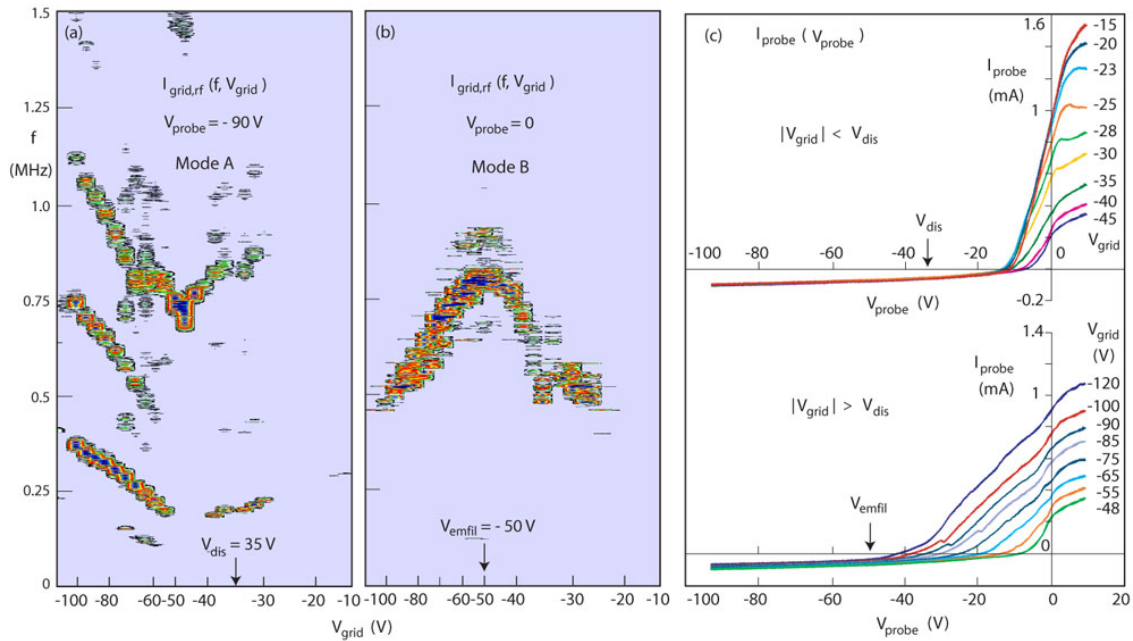 (a)
I grid,rf (f, V grid)
V probe = - 90 V
Mode A
V dis = 35 V
1.5
1.25
f
(MHz)
1.0
0.75
0.5
0.25
0
-100 -80 -60 -50 -30 -10
(b)
I grid,rf (f, V grid)
V probe = 0
Mode B
V emfil = - 50 V
-100 -80 -60 -50 -20 -10
V grid (V)
(c)
I probe ( V probe )
1.6
I probe
(mA)
1
|V grid| < V dis
V dis
-15
-20
-23
-25
-28
-30
-35
-40
-45
V grid
-100 -80 -60 -40 -20 0
V probe (V)
-0.2
1.4
V grid
(V)
I probe
(mA)
1
|V grid| > V dis
V emfil
-120
-100
-90
-85
-75
-65
-55
-48
0
-100 -80 -60 -40 -20 0 20
V probe (V)